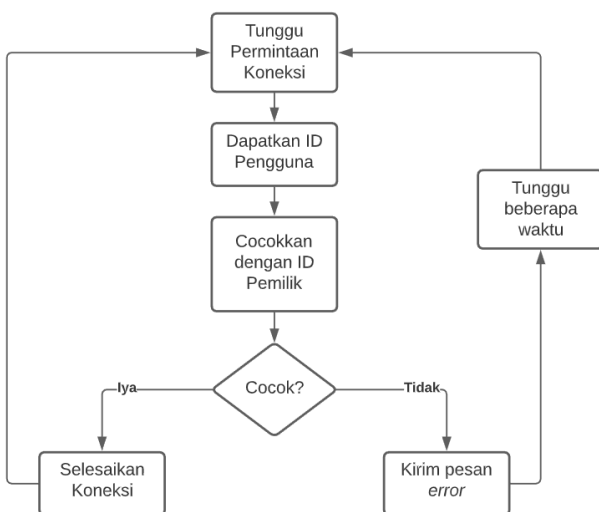 Tunggu
Permintaan
Koneksi
Dapatkan ID
Pengguna
Cocokkan
dengan ID
Pemilik
Cocok?
Iya
Tidak
Selesaikan
Koneksi
Kirim pesan
error
Tunggu
beberapa
waktu